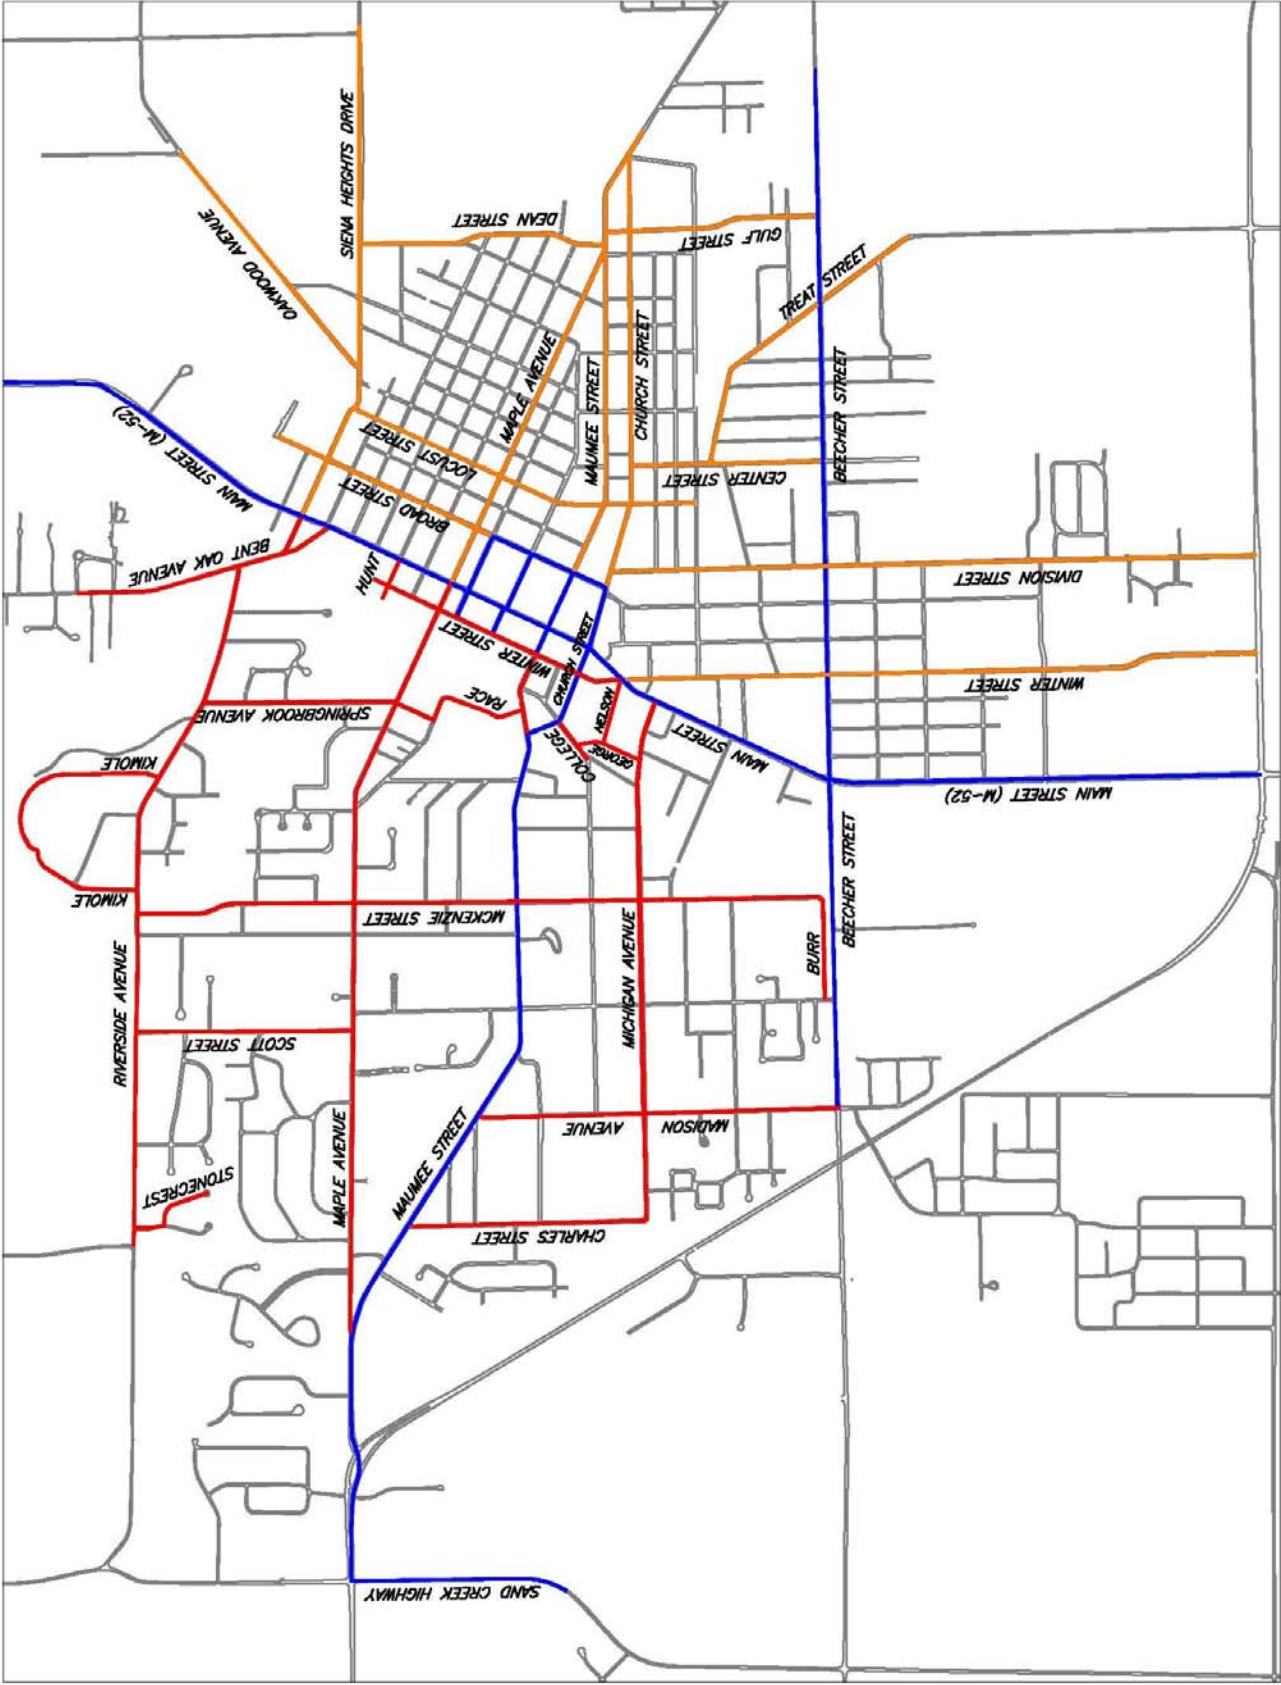 SIENA HEIGHTS DRIVE
OAKWOOD AVENUE
DEAN STREET
GULF STREET
TREAT STREET
MAPLE AVENUE
MAUMEE STREET
CHURCH STREET
BEECHER STREET
MAIN STREET (M-52)
LOCUST STREET
BROAD STREET
CENTER STREET
BENT OAK AVENUE
HUNT
DIVISION STREET
WINTER STREET
CHURCH STREET
WINTER STREET
RACE
NELSON
SPRINGBROOK AVENUE
MAIN STREET
COLLEGE
GEORGE
KIMOLE
MAIN STREET (M-52)
KIMOLE
MCKENZIE STREET
BEECHER STREET
BURR
MICHIGAN AVENUE
RIVERSIDE AVENUE
SCOTT STREET
MADISON AVENUE
MAUMEE STREET
MAPLE AVENUE
STONECREST
CHARLES STREET
SAND CREEK HIGHWAY